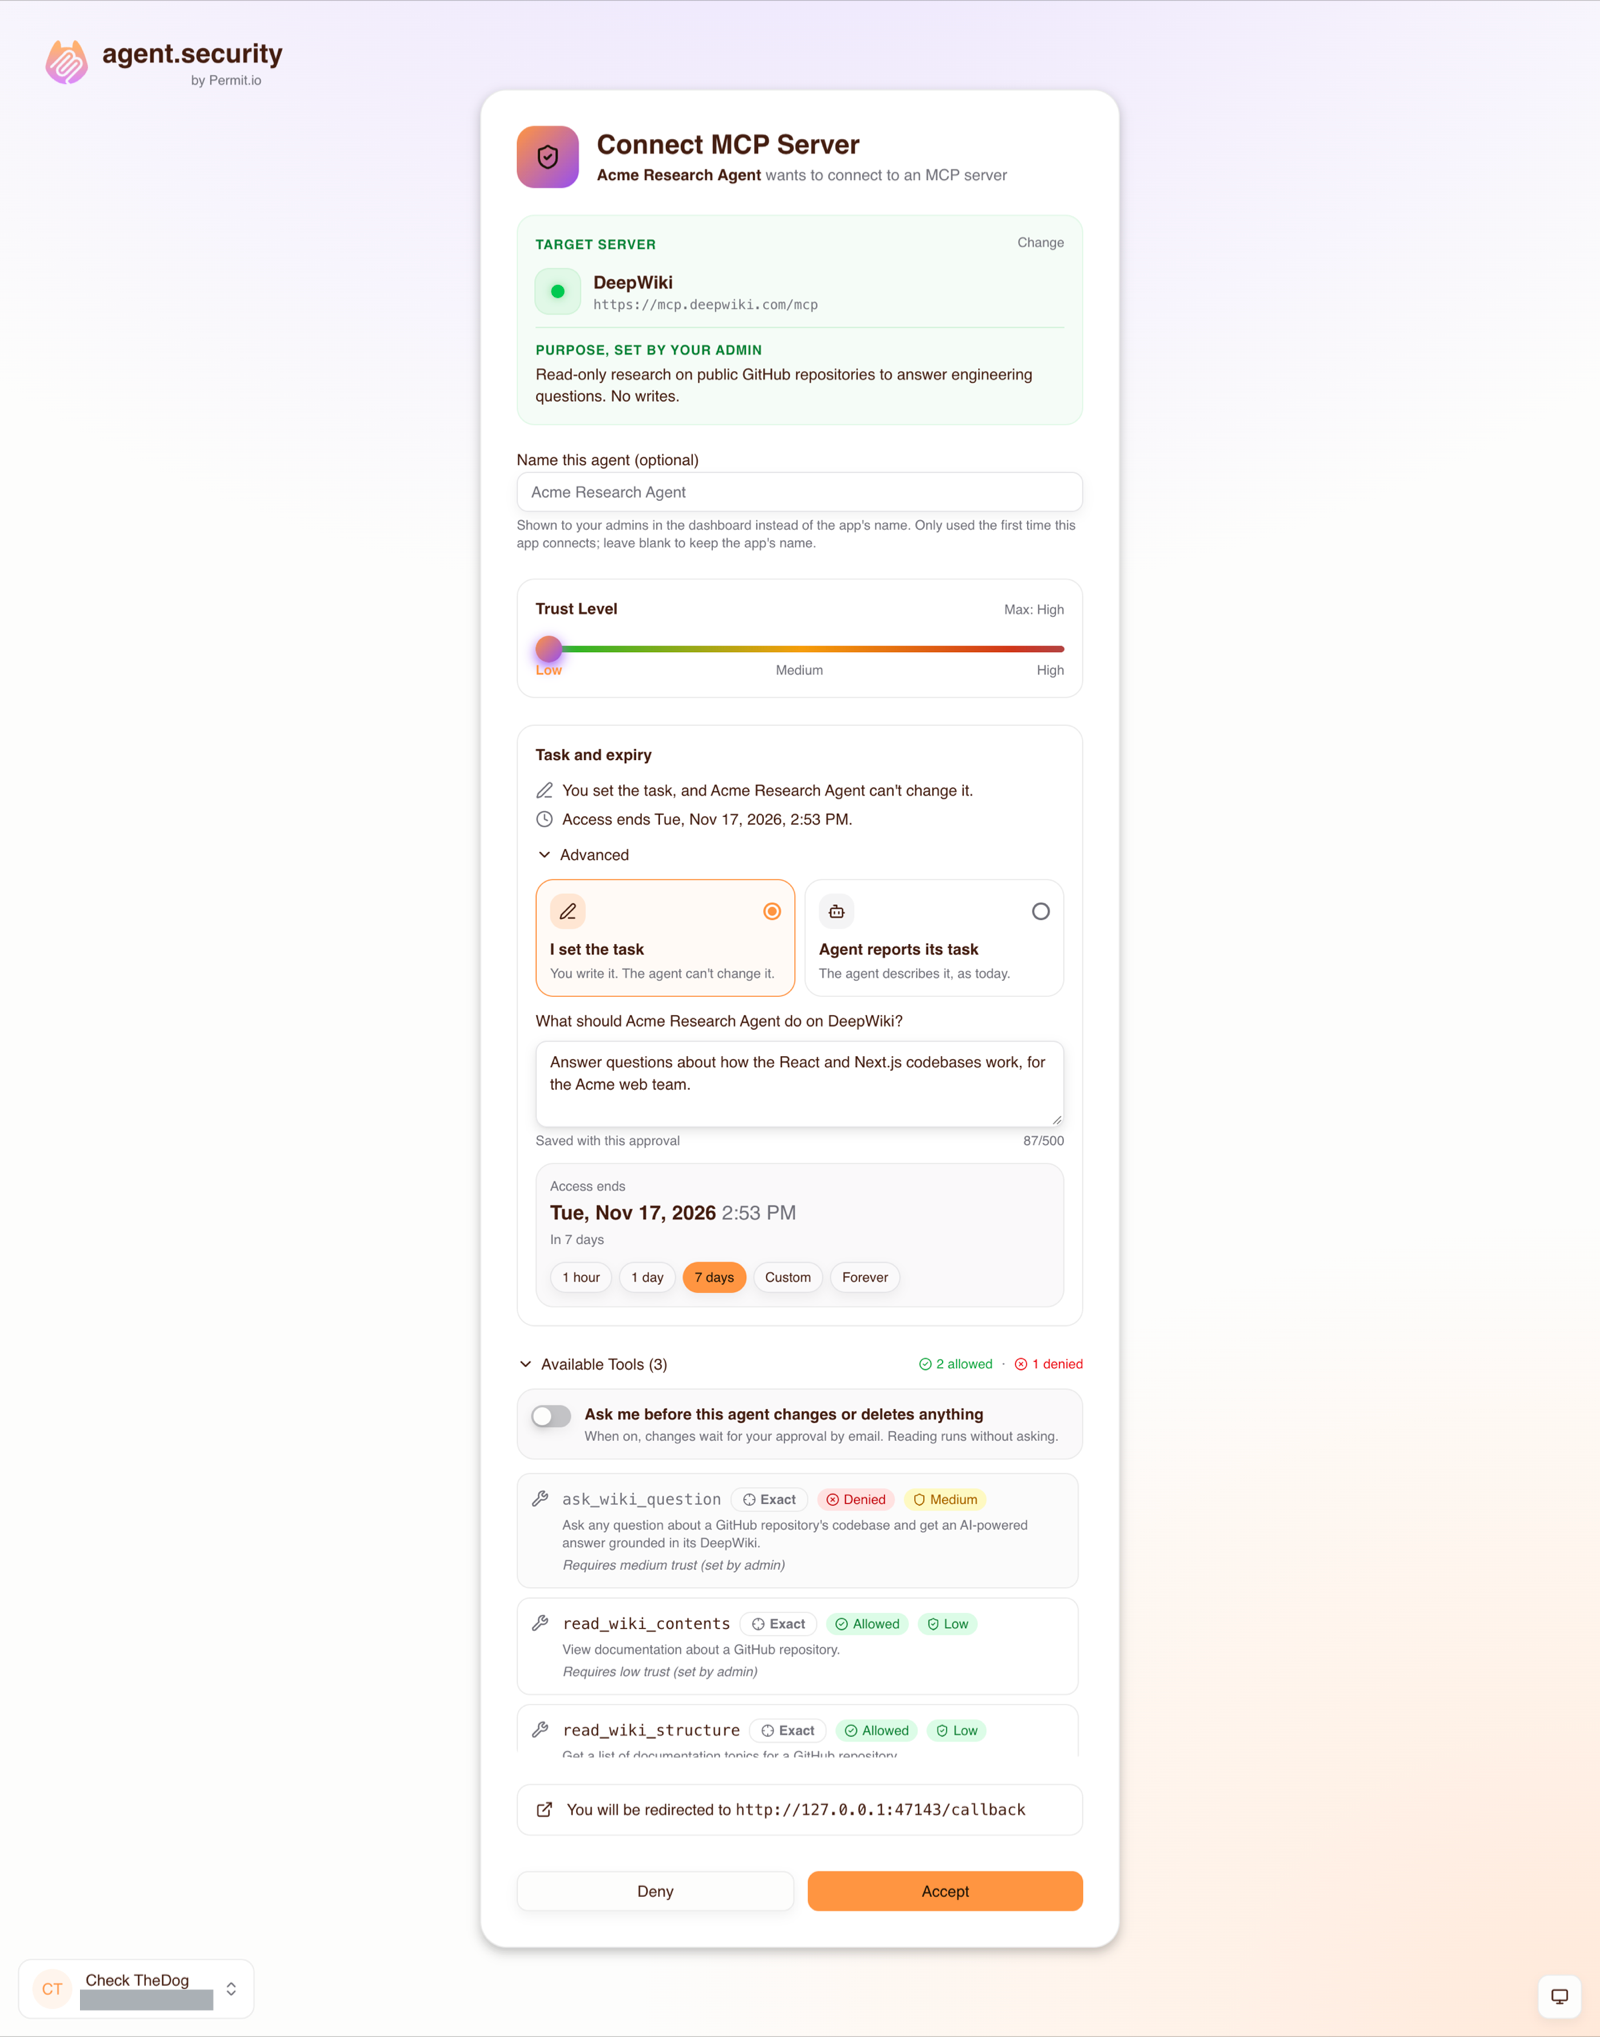 agent.security
by Permit.io
Connect MCP Server
Acme Research Agent wants to connect to an MCP server
TARGET SERVER
Change
DeepWiki
https://mcp.deepwiki.com/mcp
PURPOSE, SET BY YOUR ADMIN
Read-only research on public GitHub repositories to answer engineering
questions. No writes.
Name this agent (optional)
Acme Research Agent
Shown to your admins in the dashboard instead of the app's name. Only used the first time this
app connects; leave blank to keep the app's name.
Trust Level
Max: High
Low
Medium
High
Task and expiry
You set the task, and Acme Research Agent can't change it.
Access ends Tue, Nov 17, 2026, 2:53 PM.
Advanced
I set the task
You write it. The agent can't change it.
Agent reports its task
The agent describes it, as today.
What should Acme Research Agent do on DeepWiki?
Answer questions about how the React and Next.js codebases work, for
the Acme web team.
Saved with this approval
87/500
Access ends
Tue, Nov 17, 2026 2:53 PM
In 7 days
1 hour
1 day
7 days
Custom
Forever
Available Tools (3)
2 allowed · 1 denied
Ask me before this agent changes or deletes anything
When on, changes wait for your approval by email. Reading runs without asking.
ask_wiki_question Exact Denied Medium
Ask any question about a GitHub repository's codebase and get an AI-powered
answer grounded in its DeepWiki.
Requires medium trust (set by admin)
read_wiki_contents Exact Allowed Low
View documentation about a GitHub repository.
Requires low trust (set by admin)
read_wiki_structure Exact Allowed Low
Get a list of documentation topics for a GitHub repository
You will be redirected to http://127.0.0.1:47143/callback
Deny
Accept
CT
Check TheDog